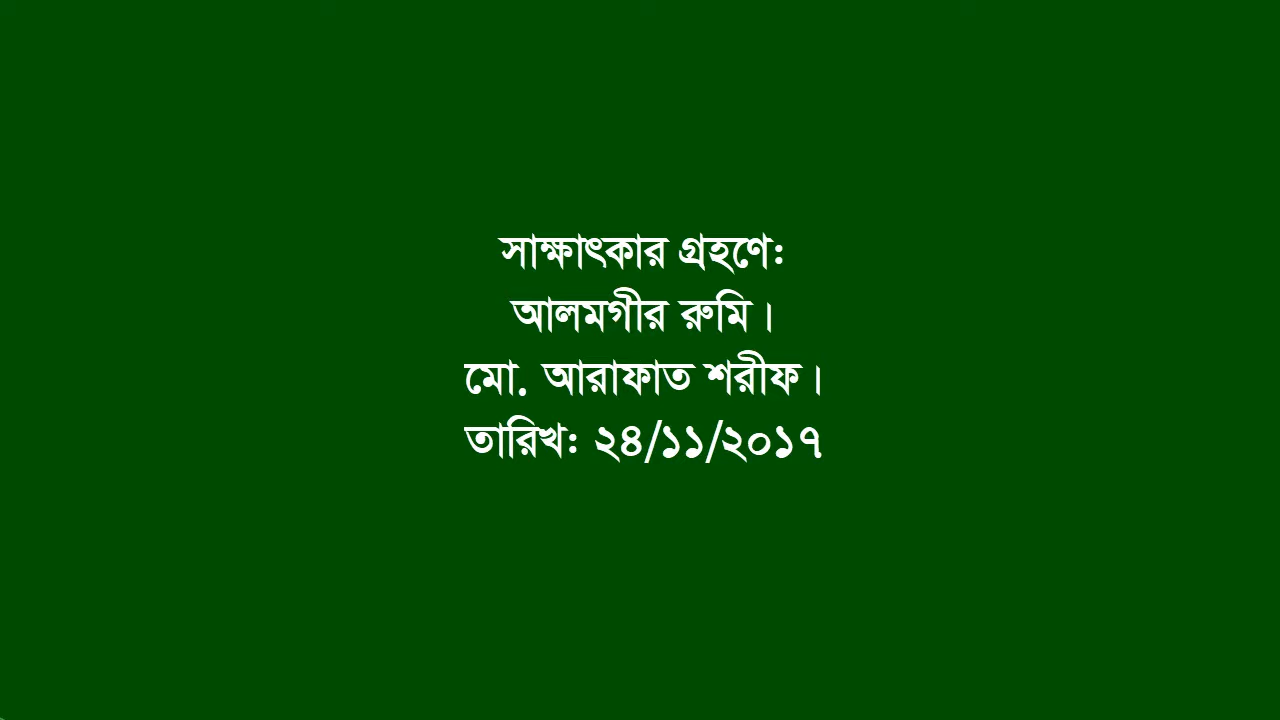 সাক্ষাৎকার গ্রহণে:
আলমগীর রুমি।
মো. আরাফাত শরীফ।
তারিখ: ২৪/১১/২০১৭